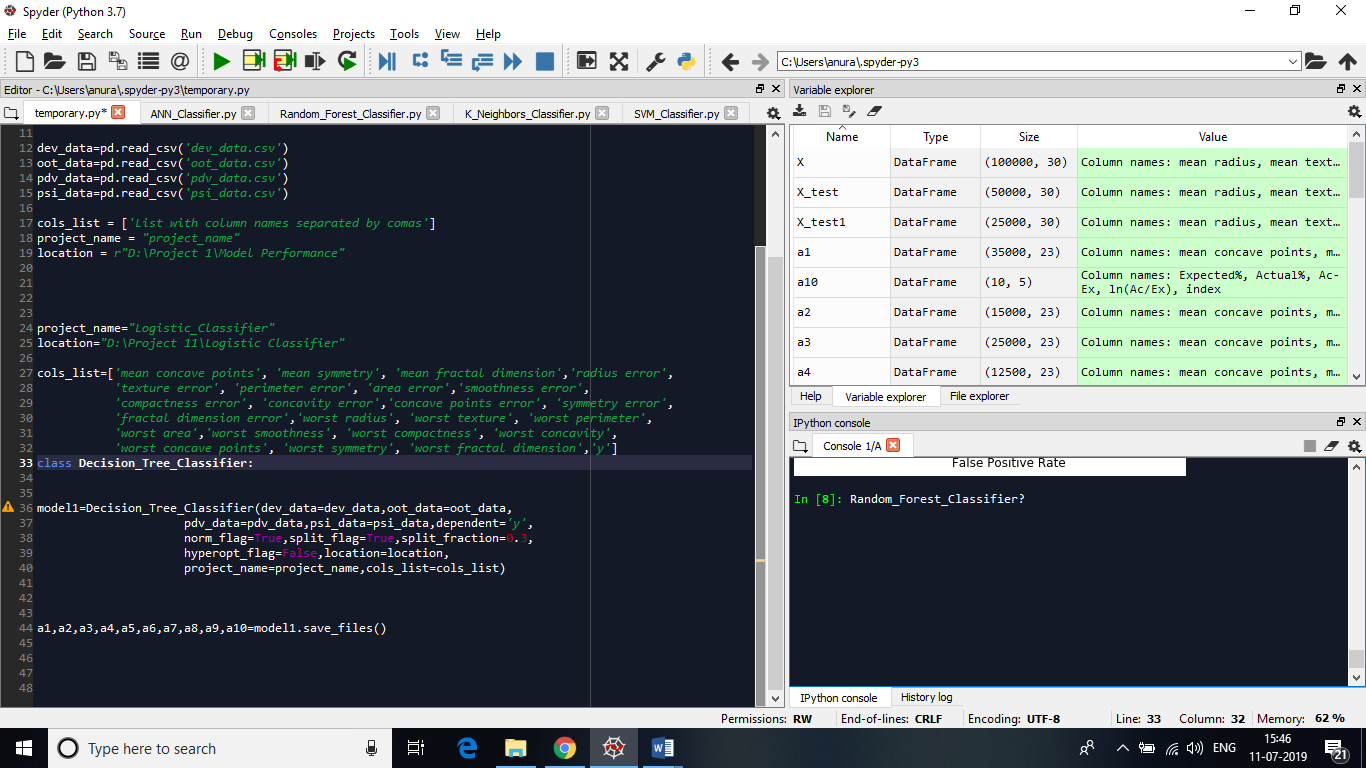 Spyder (Python 3.7)
File Edit Search Source Run Debug Consoles Projects Tools View Help
C:\Users\anura\.spyder-py3
Editor - C:\Users\anura\.spyder-py3\temporary.py
temporary.py* ANN_Classifier.py Random_Forest_Classifier.py K_Neighbors_Classifier.py SVM_Classifier.py
11
12 dev_data=pd.read_csv('dev_data.csv')
13 oot_data=pd.read_csv('oot_data.csv')
14 pdv_data=pd.read_csv('pdv_data.csv')
15 psi_data=pd.read_csv('psi_data.csv')
16
17 cols_list = ['List with column names separated by comas']
18 project_name = "project_name"
19 location = r"D:\Project 1\Model Performance"
20
21
22
23
24 project_name="Logistic_Classifier"
25 location="D:\Project 11\Logistic Classifier"
26
27 cols_list=['mean concave points', 'mean symmetry', 'mean fractal dimension','radius error',
28 'texture error', 'perimeter error', 'area error','smoothness error',
29 'compactness error', 'concavity error','concave points error', 'symmetry error',
30 'fractal dimension error','worst radius', 'worst texture', 'worst perimeter',
31 'worst area','worst smoothness', 'worst compactness', 'worst concavity',
32 'worst concave points', 'worst symmetry', 'worst fractal dimension','y']
33 class Decision_Tree_Classifier:
34
35
36 model1=Decision_Tree_Classifier(dev_data=dev_data,oot_data=oot_data,
37 pdv_data=pdv_data,psi_data=psi_data,dependent='y',
38 norm_flag=True,split_flag=True,split_fraction=0.3,
39 hyperopt_flag=False,location=location,
40 project_name=project_name,cols_list=cols_list)
41
42
43
44 a1,a2,a3,a4,a5,a6,a7,a8,a9,a10=model1.save_files()
45
46
47
48
Variable explorer
Name Type Size Value
X DataFrame (100000, 30) Column names: mean radius, mean text…
X_test DataFrame (50000, 30) Column names: mean radius, mean text…
X_test1 DataFrame (25000, 30) Column names: mean radius, mean text…
a1 DataFrame (35000, 23) Column names: mean concave points, m…
a10 DataFrame (10, 5) Column names: Expected%, Actual%, Ac-
Ex, ln(Ac/Ex), index
a2 DataFrame (15000, 23) Column names: mean concave points, m…
a3 DataFrame (25000, 23) Column names: mean concave points, m…
a4 DataFrame (12500, 23) Column names: mean concave points, m…
Help Variable explorer File explorer
IPython console
Console 1/A
False Positive Rate
In [8]: Random_Forest_Classifier?
IPython console History log
Permissions: RW End-of-lines: CRLF Encoding: UTF-8 Line: 33 Column: 32 Memory: 62 %
Type here to search
ENG
15:46
11-07-2019
21